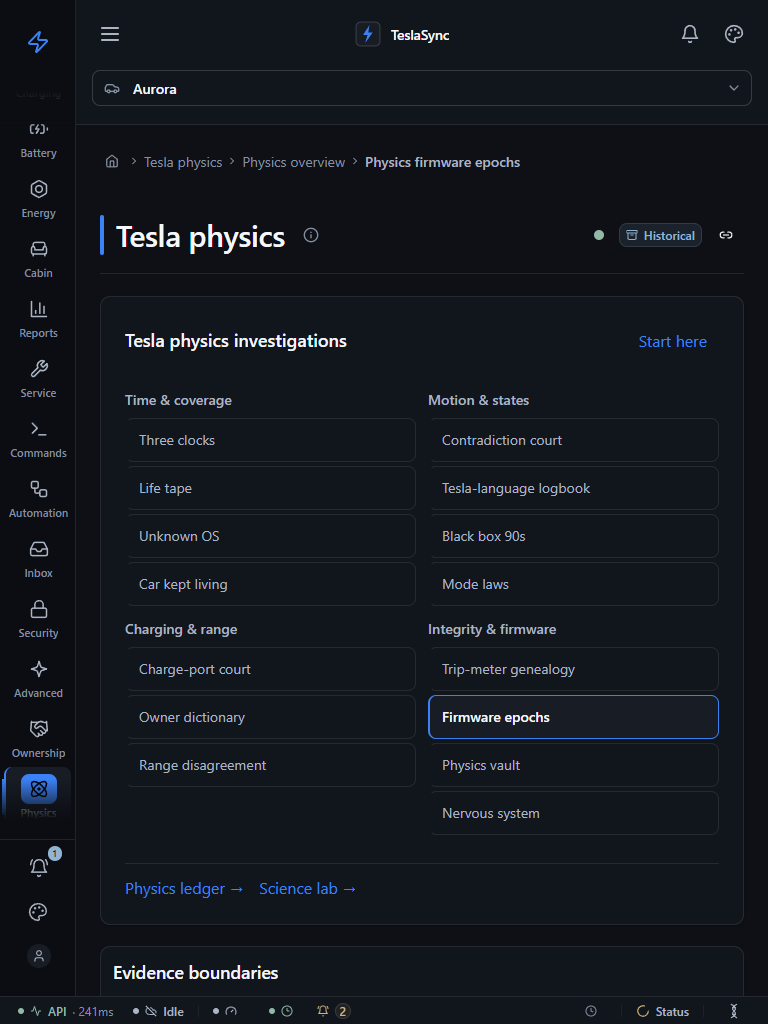 TeslaSync
Aurora
Charging
Battery
Energy
Cabin
Reports
Service
Commands
Automation
Inbox
Security
Advanced
Ownership
Physics
1
Tesla physics > Physics overview > Physics firmware epochs
Tesla physics
Historical
Tesla physics investigations
Start here
Time & coverage
Three clocks
Life tape
Unknown OS
Car kept living
Motion & states
Contradiction court
Tesla-language logbook
Black box 90s
Mode laws
Charging & range
Charge-port court
Owner dictionary
Range disagreement
Integrity & firmware
Trip-meter genealogy
Firmware epochs
Physics vault
Nervous system
Physics ledger →
Science lab →
Evidence boundaries
API · 241ms
Idle
2
Status